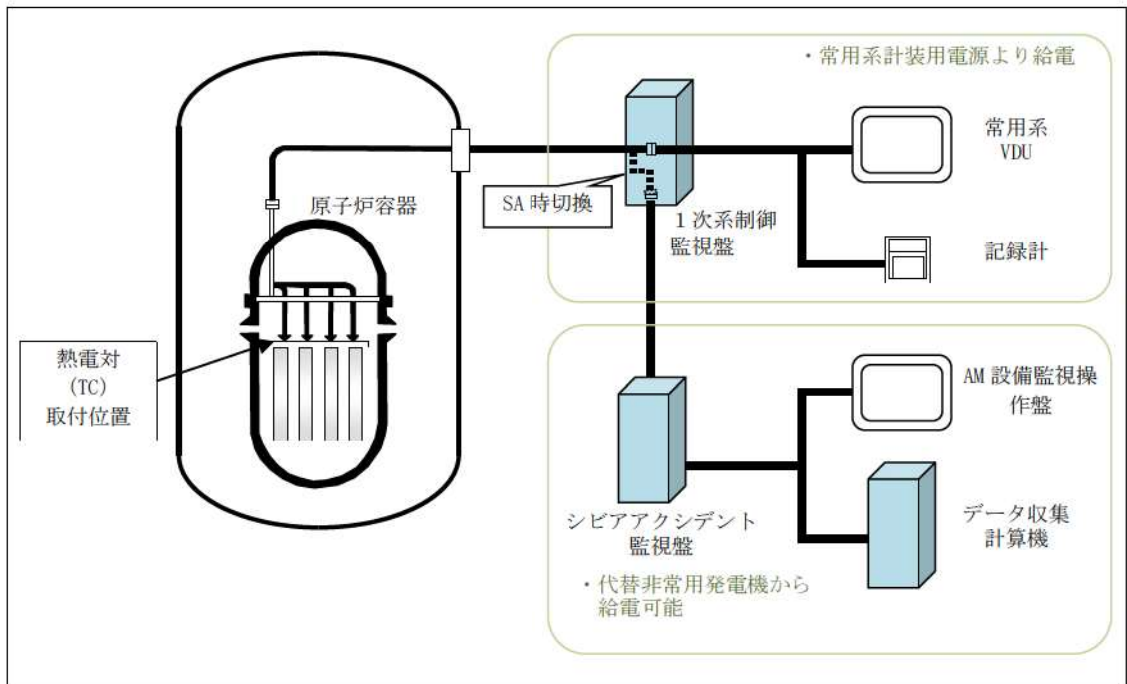 ・常用系計装用電源より給電
常用系
VDU
SA 時切換
原子炉容器
1次系制御
監視盤
記録計
熱電対
(TC)
取付位置
AM 設備監視操
作盤
シビアアクシデント
監視盤
データ収集
計算機
・代替非常用発電機から
給電可能